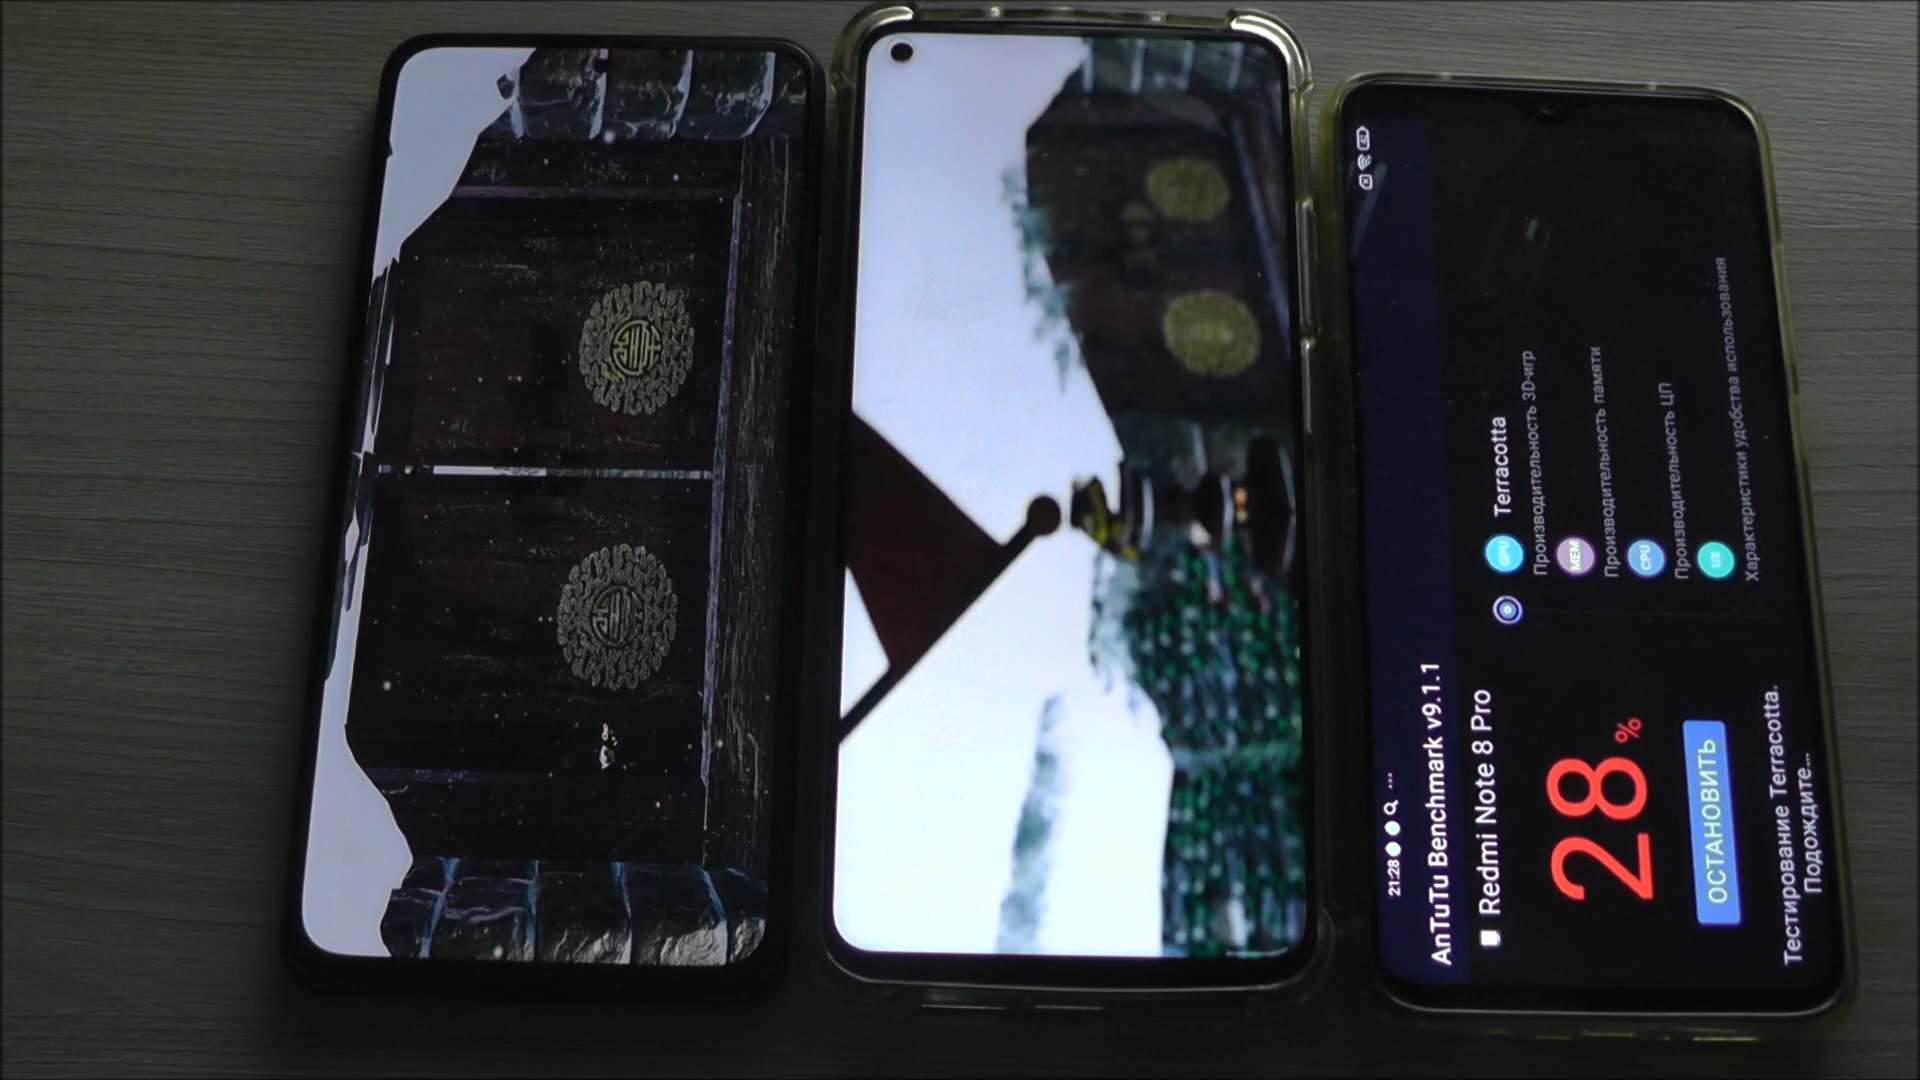 21:28
AnTuTu Benchmark v9.1.1
Redmi Note 8 Pro
28%
ОСТАНОВИТЬ
Тестирование Terracotta.
Подождите...
GPU Terracotta
Производительность 3D-игр
MEM
Производительность памяти
CPU
Производительность ЦП
UX
Характеристики удобства использования